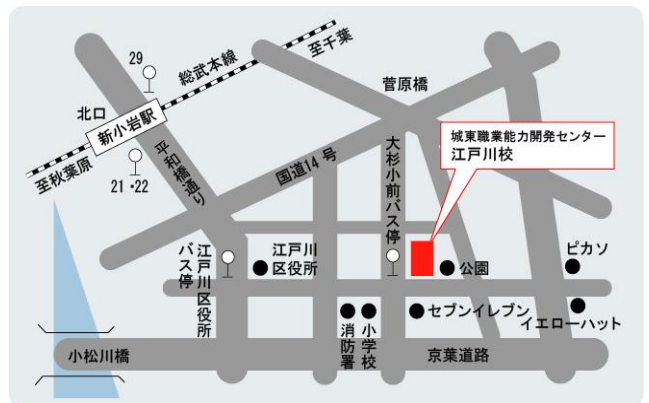 29
総武本線
至千葉
菅原橋
北口
新小岩駅
至秋葉原
21・22
平和橋通り
国道14号
大杉小前バス停
城東職業能力開発センター
江戸川校
江戸川区役所
バス停
江戸川
区役所
公園
ピカソ
セブンイレブン
イエローハット
消防署
小学校
小松川橋
京葉道路